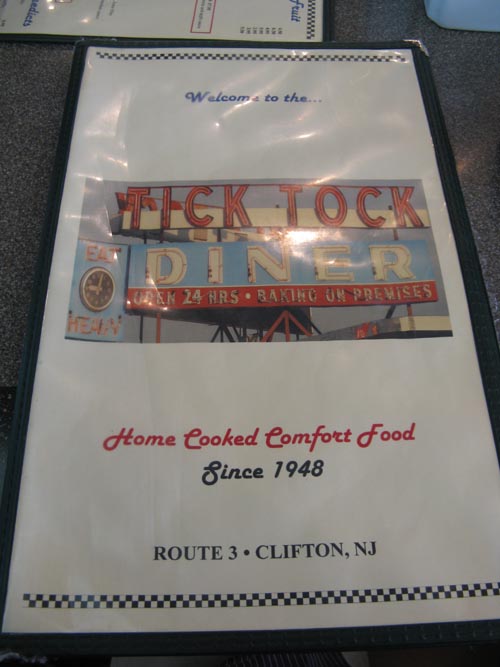 Welcome to the...
TICK TOCK
DINER
OPEN 24 HRS • BAKING ON PREMISES
EAT
HEAVY
Home Cooked Comfort Food
Since 1948
ROUTE 3 • CLIFTON, NJ